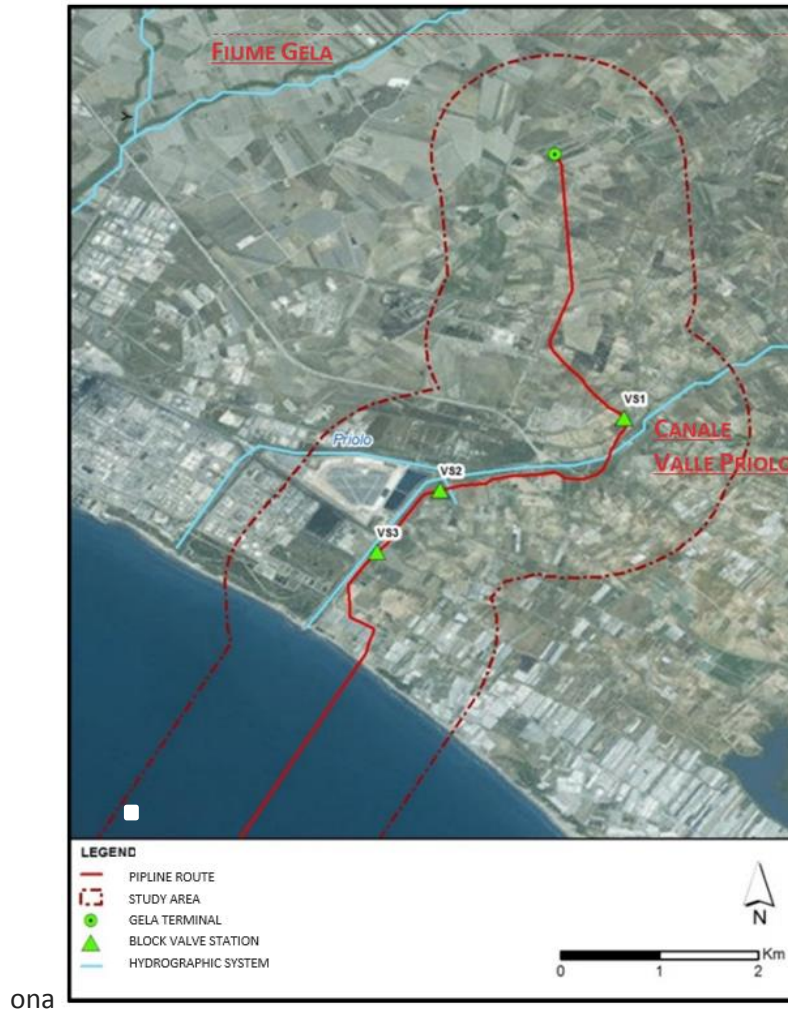 FIUME GELA
Y
VS1
CANALE
VALLE PRIOLO
Priolo
VS2
VS3
LEGEND
PIPLINE ROUTE
STUDY AREA
GELA TERMINAL
BLOCK VALVE STATION
HYDROGRAPHIC SYSTEM
N
Km
0 1 2
ona